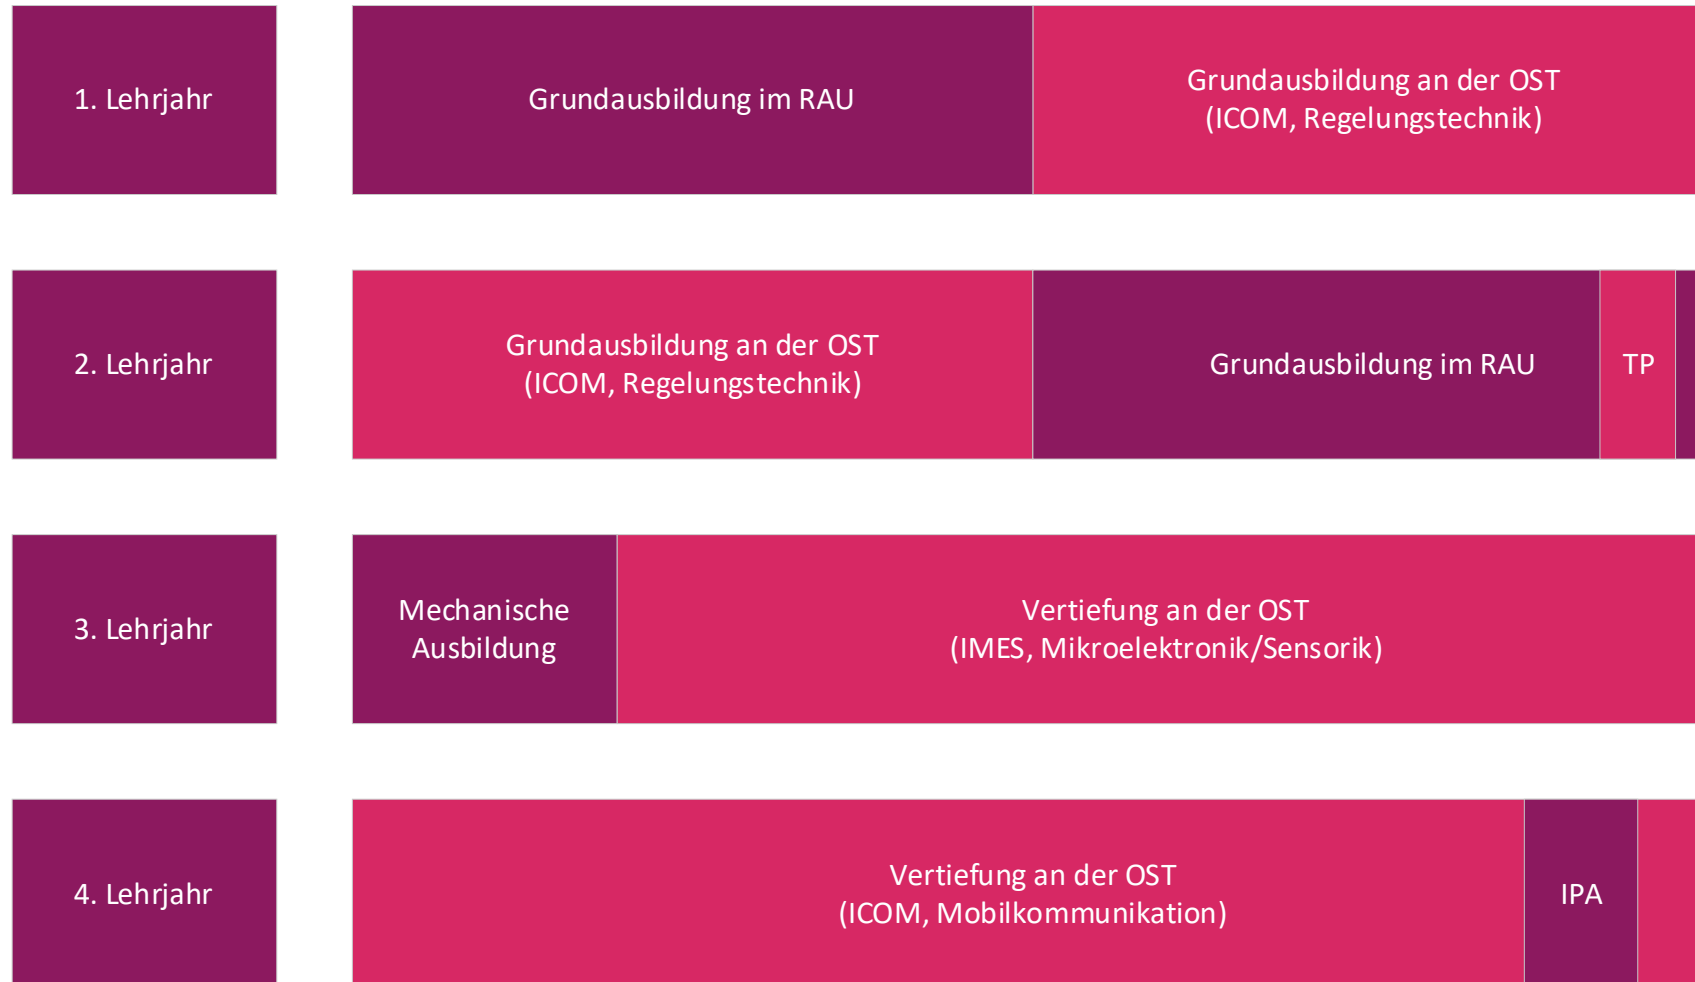 1. Lehrjahr
Grundausbildung im RAU
Grundausbildung an der OST
(ICOM, Regelungstechnik)
2. Lehrjahr
Grundausbildung an der OST
(ICOM, Regelungstechnik)
Grundausbildung im RAU
TP
3. Lehrjahr
Mechanische
Ausbildung
Vertiefung an der OST
(IMES, Mikroelektronik/Sensorik)
4. Lehrjahr
Vertiefung an der OST
(ICOM, Mobilkommunikation)
IPA